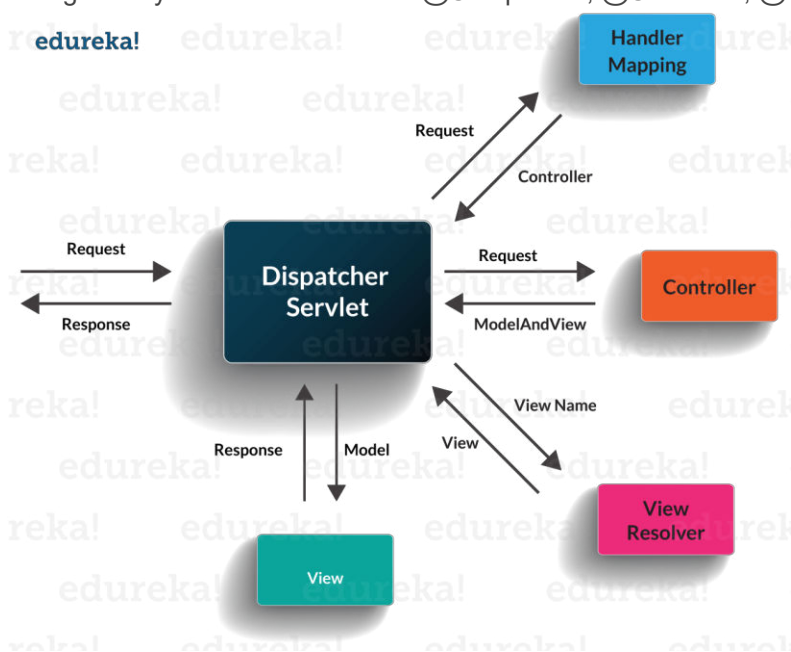 edureka!
Handler
Mapping
Request
Controller
Request
Response
Dispatcher
Servlet
Request
ModelAndView
Controller
View Name
View
Response
Model
View
Resolver
View